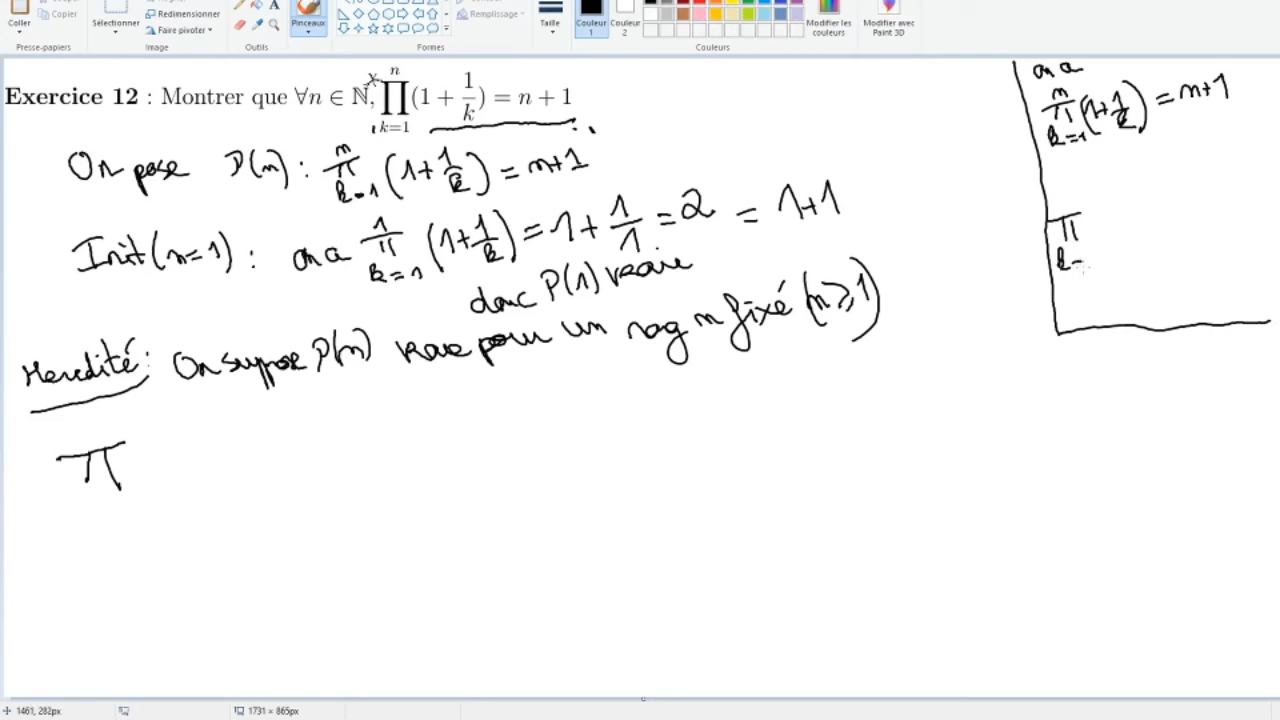 Coller
Copier
Sélectionner
Redimensionner
Faire pivoter
Pinceaux
Remplissage
Taille
Couleur 1
Couleur 2
Modifier les couleurs
Modifier avec Paint 3D
Presse-papiers
Image
Outils
Formes
Couleurs
Exercice 12 : Montrer que ∀n ∈ ℕ*, ∏_{k=1}^{n} (1 + 1/k) = n + 1
On pose P(n) : ∏_{k=1}^{n} (1+1/k) = n+1
Init (n=1) : on a ∏_{k=1}^{1} (1+1/k) = 1+1/1 = 2 = 1+1
donc P(1) vraie
Heredité : On suppose P(n) vraie pour un rag n fixé (n≥1)
∏
on a
∏_{k=1}^{n} (1+1/k) = n+1
∏
k=
1461, 282px
1731 × 865px